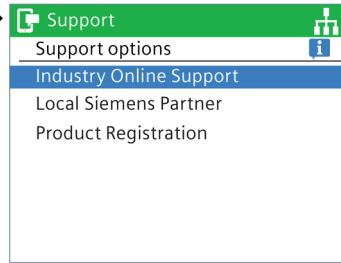 Support
Support options
i
Industry Online Support
Local Siemens Partner
Product Registration